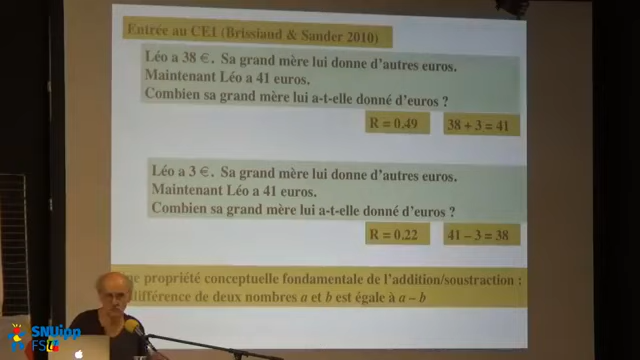 Entrée au CE1 (Brissiaud & Sander 2010)
Léo a 38 €. Sa grand mère lui donne d'autres euros.
Maintenant Léo a 41 euros.
Combien sa grand mère lui a-t-elle donné d'euros ?
R = 0.49 38 + 3 = 41
Léo a 3 €. Sa grand mère lui donne d'autres euros.
Maintenant Léo a 41 euros.
Combien sa grand mère lui a-t-elle donné d'euros ?
R = 0.22 41 – 3 = 38
ne propriété conceptuelle fondamentale de l'addition/soustraction :
différence de deux nombres a et b est égale à a – b
SNUipp
FSU